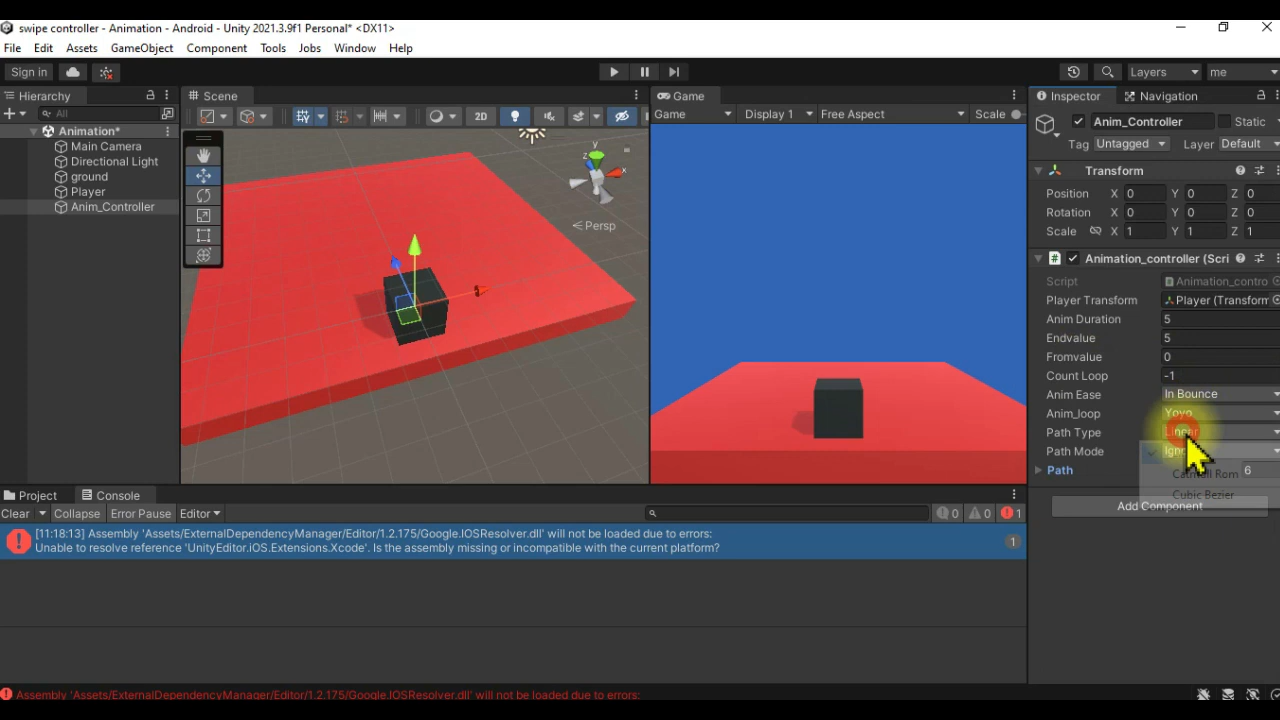 swipe controller - Animation - Android - Unity 2021.3.9f1 Personal* <DX11>
File Edit Assets GameObject Component Tools Jobs Window Help
Sign in
Layers
me
Hierarchy
All
Animation*
Main Camera
Directional Light
ground
Player
Anim_Controller
Scene
2D
y
x
z
Persp
Game
Game Display 1 Free Aspect Scale
Inspector Navigation
Anim_Controller Static
Tag Untagged Layer Default
Transform
Position X 0 Y 0 Z 0
Rotation X 0 Y 0 Z 0
Scale X 1 Y 1 Z 1
# Animation_controller (Scri
Script Animation_contro
Player Transform Player (Transform
Anim Duration 5
Endvalue 5
Fromvalue 0
Count Loop -1
Anim Ease In Bounce
Anim_loop Yoyo
Path Type Linear
Path Mode
Path 6
Catmull Rom
Cubic Bezier
Add Component
Project Console
Clear Collapse Error Pause Editor 0 0 1
[11:18:13] Assembly 'Assets/ExternalDependencyManager/Editor/1.2.175/Google.IOSResolver.dll' will not be loaded due to errors:
Unable to resolve reference 'UnityEditor.iOS.Extensions.Xcode'. Is the assembly missing or incompatible with the current platform?
1
Assembly 'Assets/ExternalDependencyManager/Editor/1.2.175/Google.IOSResolver.dll' will not be loaded due to errors: